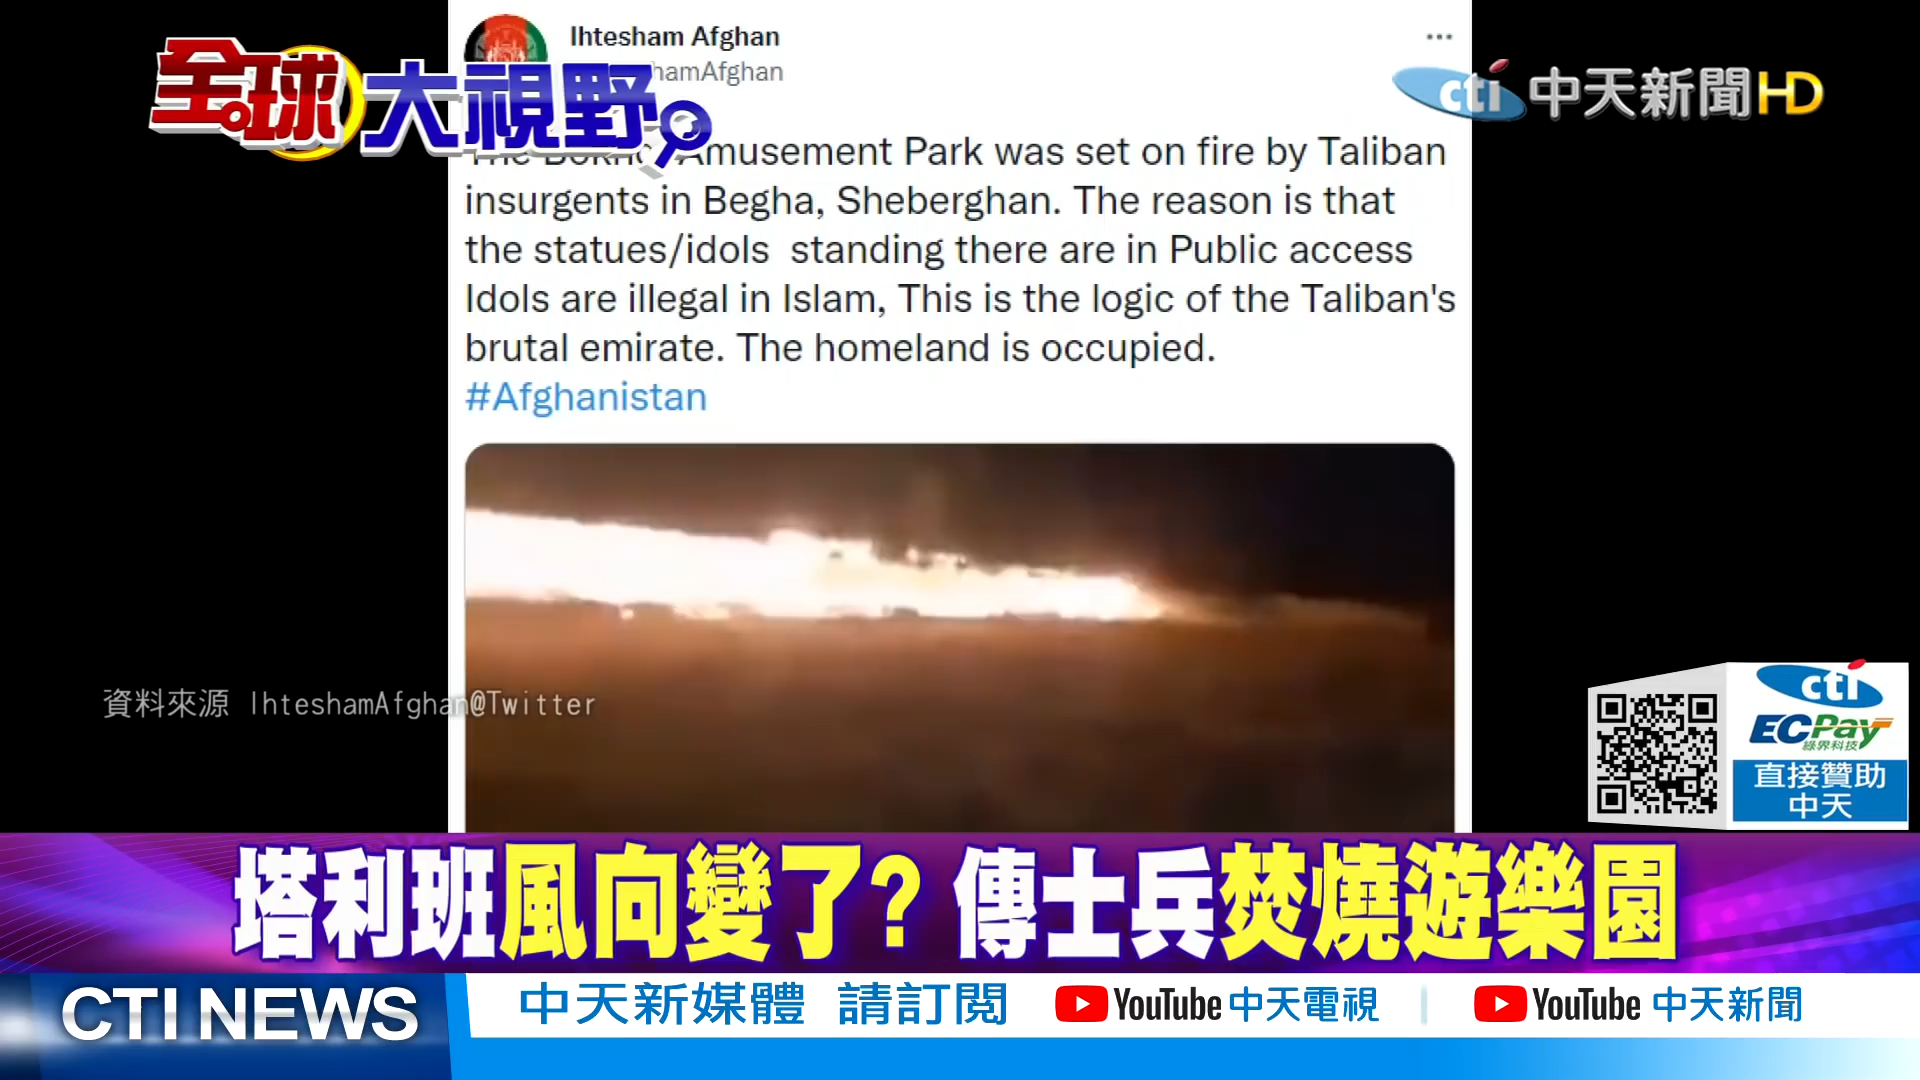 Ihtesham Afghan
hamAfghan
全球大視野
cti 中天新聞HD
Amusement Park was set on fire by Taliban
insurgents in Begha, Sheberghan. The reason is that
the statues/idols standing there are in Public access
Idols are illegal in Islam, This is the logic of the Taliban's
brutal emirate. The homeland is occupied.
#Afghanistan
資料來源 IhteshamAfghan@Twitter
cti
ECPay
綠界科技
直接贊助
中天
塔利班風向變了? 傳士兵焚燒遊樂園
CTI NEWS
中天新媒體 請訂閱 YouTube 中天電視 YouTube 中天新聞